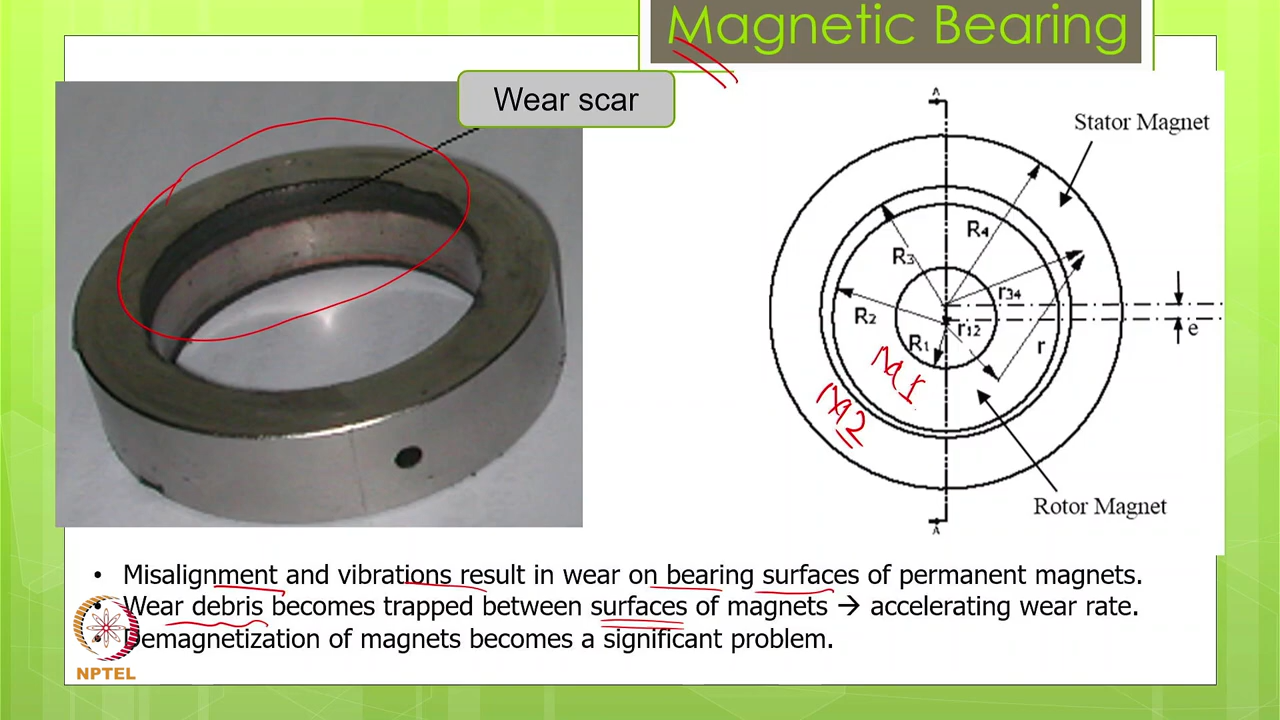 Magnetic Bearing
Wear scar
A
Stator Magnet
R4
R3
r34
R2
r12
e
R1
r
M1
M2
Rotor Magnet
A
• Misalignment and vibrations result in wear on bearing surfaces of permanent magnets.
Wear debris becomes trapped between surfaces of magnets → accelerating wear rate.
Demagnetization of magnets becomes a significant problem.
NPTEL